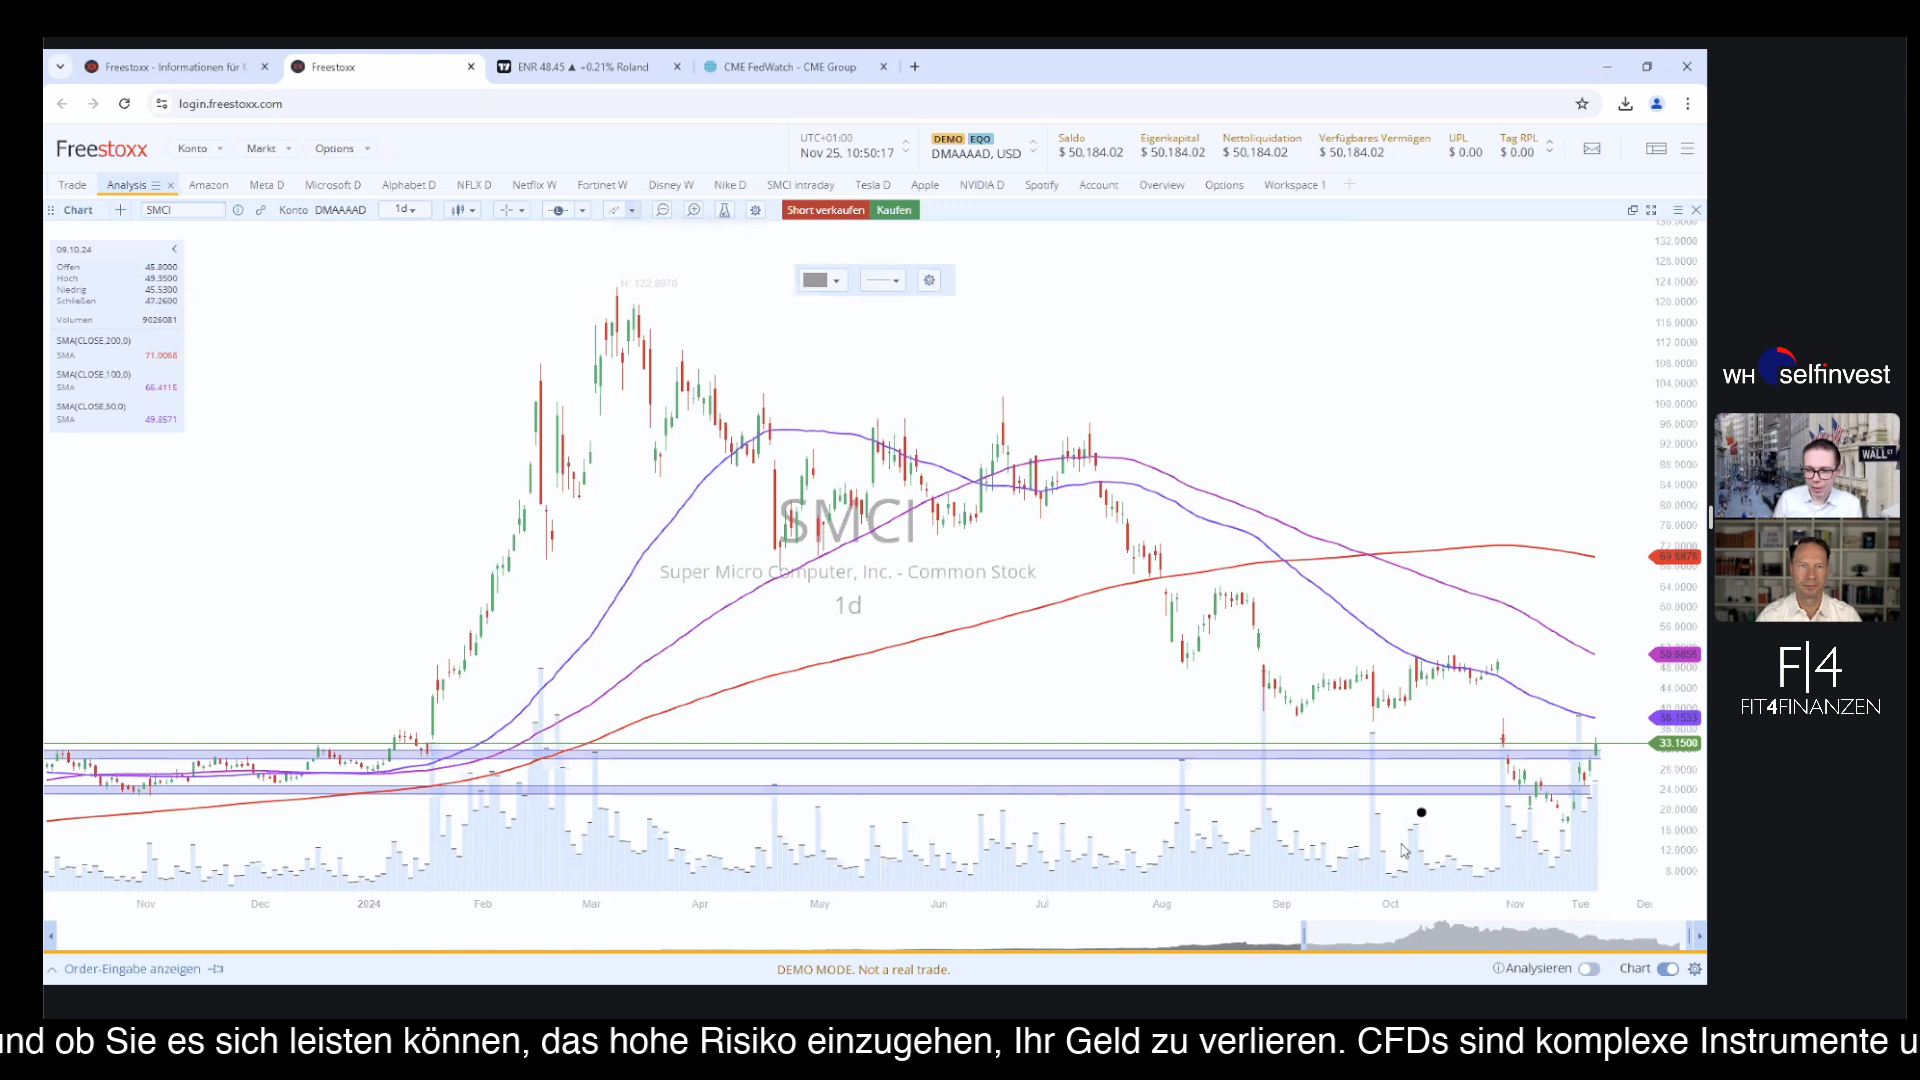 Freestoxx - Informationen für
Freestoxx
ENR 48.45 ▲ +0.21% Roland
CME FedWatch - CME Group
login.freestoxx.com
Freestoxx
Konto
Markt
Options
UTC+01:00
Nov 25, 10:50:17
DEMO EQO
DMAAAAD, USD
Saldo
$ 50,184.02
Eigenkapital
$ 50,184.02
Nettoliquidation
$ 50,184.02
Verfügbares Vermögen
$ 50,184.02
UPL
$ 0.00
Tag RPL
$ 0.00
Trade Analysis Amazon Meta D Microsoft D Alphabet D NFLX D Netflix W Fortinet W Disney W Nike D SMCI intraday Tesla D Apple NVIDIA D Spotify Account Overview Options Workspace 1
Chart SMCI Konto DMAAAAD 1d Short verkaufen Kaufen
09.10.24
Offen 45.8000
Hoch 49.3500
Niedrig 45.5300
Schließen 47.2600
Volumen 9026081
SMA(CLOSE,200,0)
SMA 71.0068
SMA(CLOSE,100,0)
SMA 66.4115
SMA(CLOSE,50,0)
SMA 49.8571
H: 122.8970
SMCI
Super Micro Computer, Inc. - Common Stock
1d
132.0000
128.0000
124.0000
120.0000
116.0000
112.0000
108.0000
104.0000
100.0000
96.0000
92.0000
88.0000
84.0000
80.0000
76.0000
64.0000
60.0000
56.0000
48.0000
44.0000
38.1533
33.1500
28.0000
24.0000
20.0000
16.0000
12.0000
8.0000
Nov Dec 2024 Feb Mar Apr May Jun Jul Aug Sep Oct Nov Tue
Order-Eingabe anzeigen
DEMO MODE. Not a real trade.
Analysieren
Chart
WH selfinvest
WALL ST
F|4
FIT4FINANZEN
und ob Sie es sich leisten können, das hohe Risiko einzugehen, Ihr Geld zu verlieren. CFDs sind komplexe Instrumente u